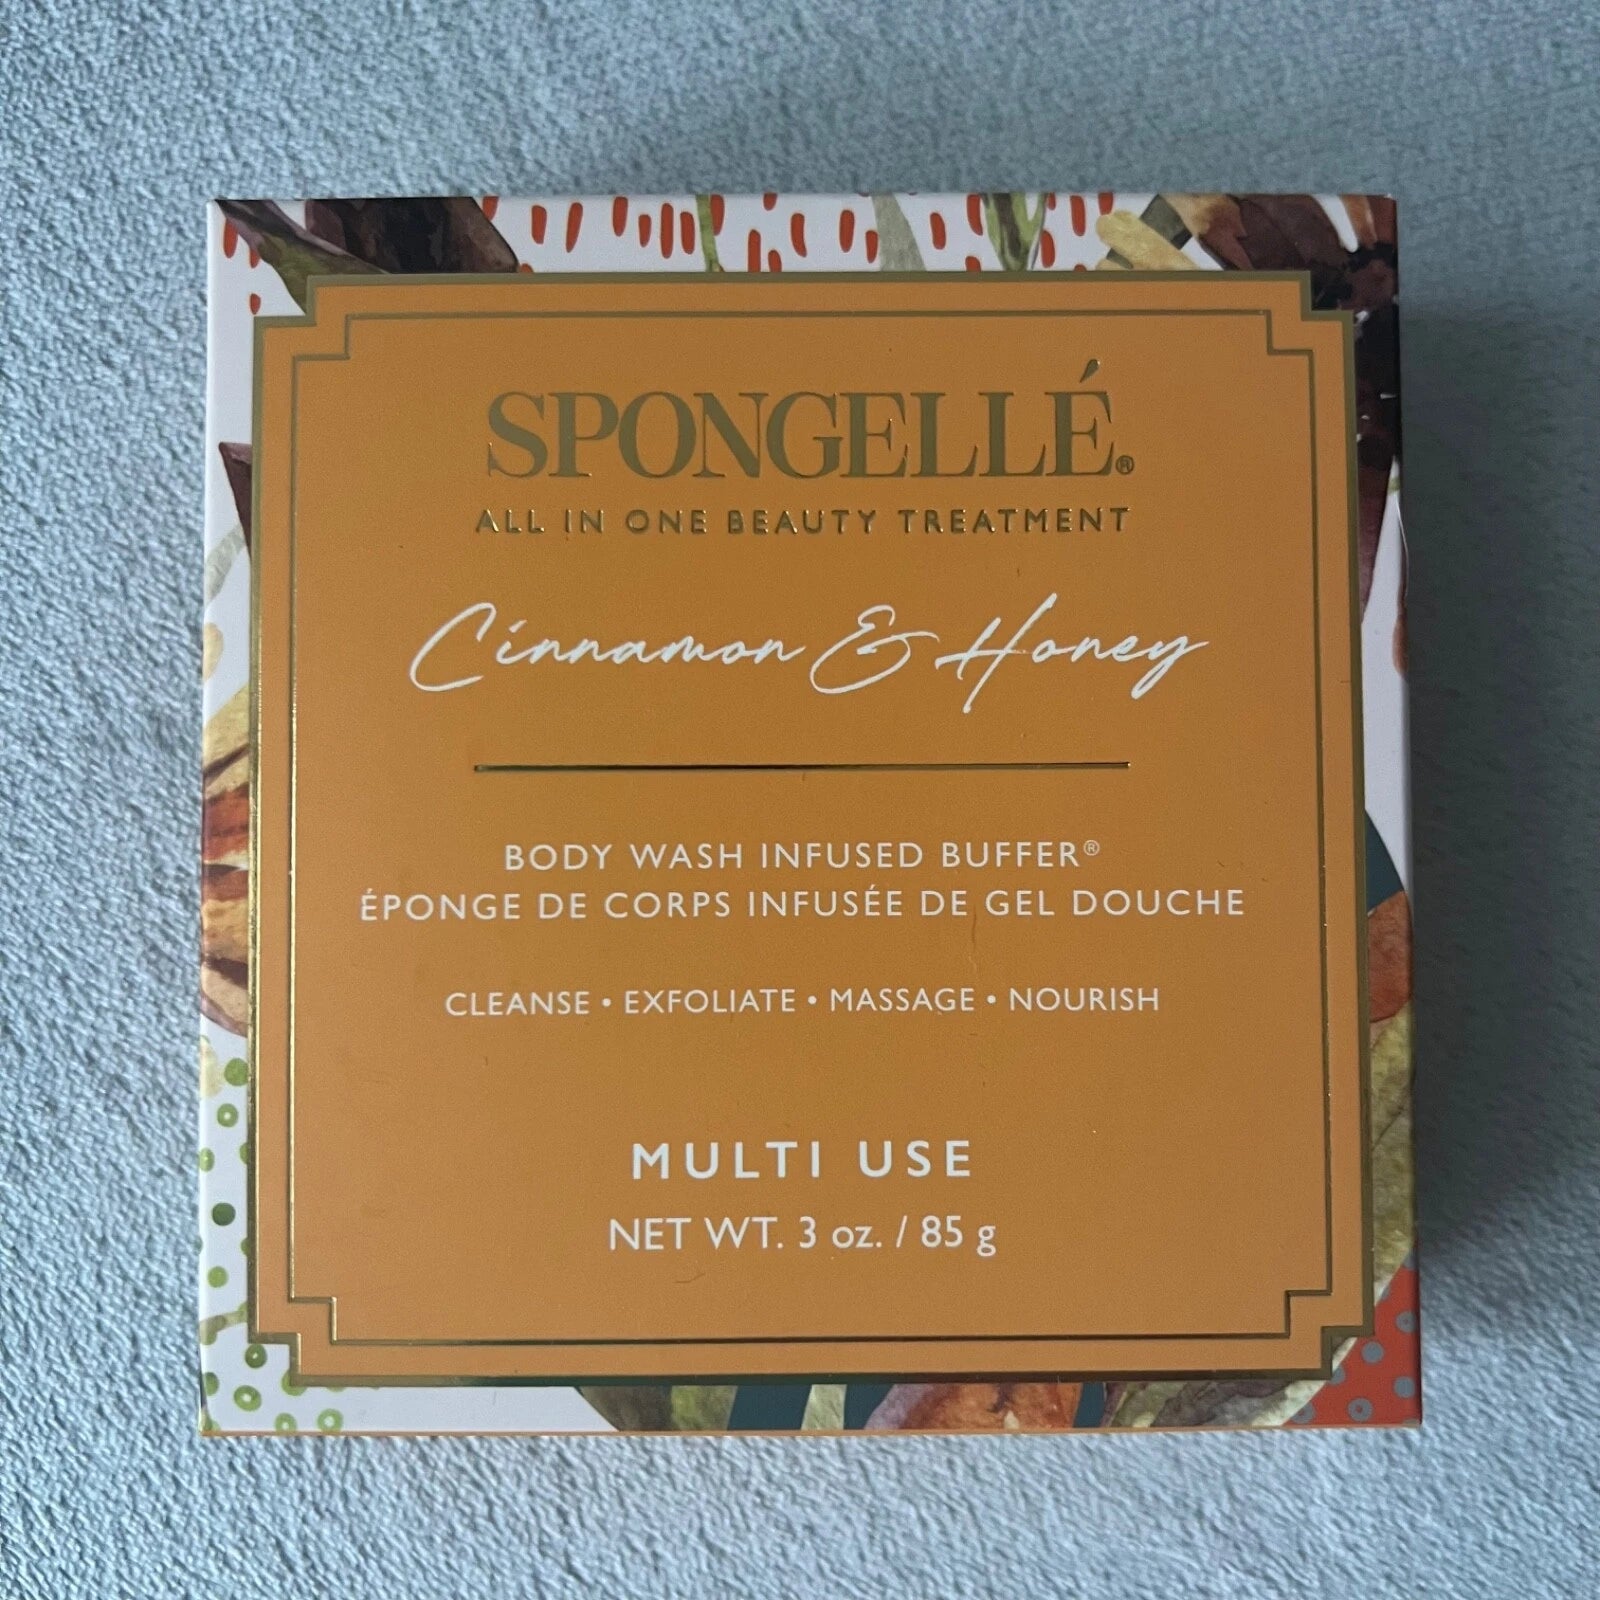 SPONGELLÉ®
ALL IN ONE BEAUTY TREATMENT
Cinnamon & Honey
BODY WASH INFUSED BUFFER®
ÉPONGE DE CORPS INFUSÉE DE GEL DOUCHE
CLEANSE • EXFOLIATE • MASSAGE • NOURISH
MULTI USE
NET WT. 3 oz. / 85 g